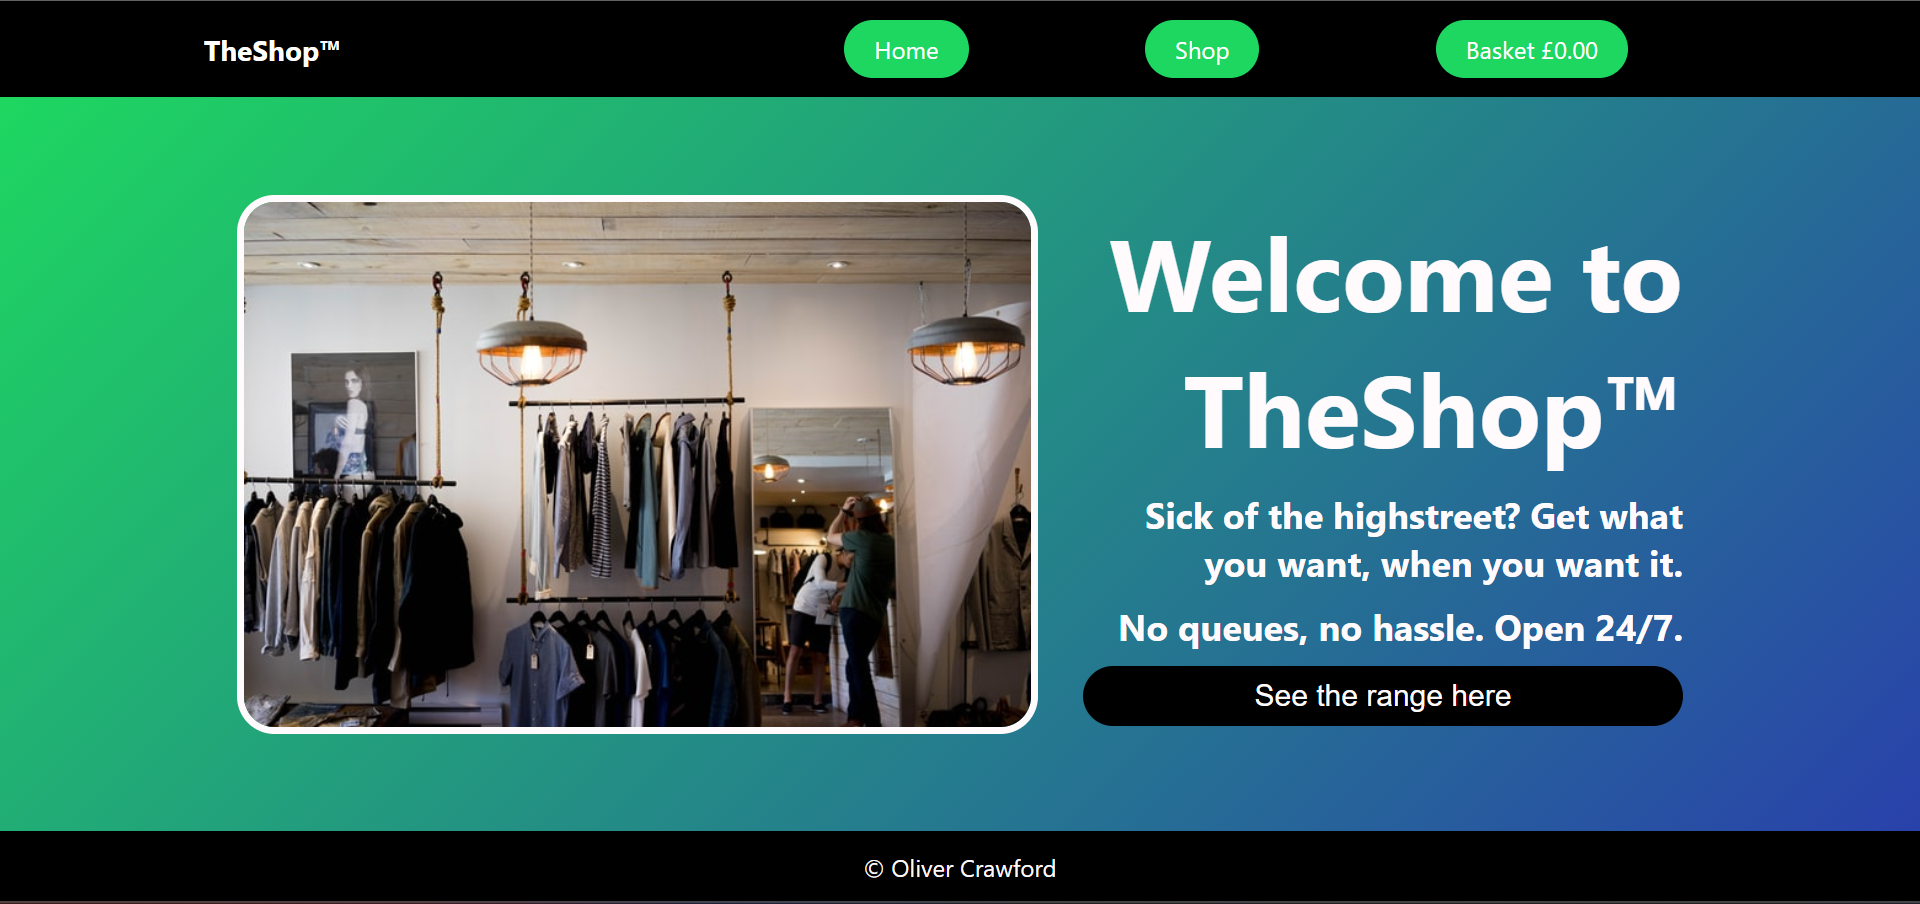 TheShop™
Home
Shop
Basket £0.00
Welcome to
TheShop™
Sick of the highstreet? Get what
you want, when you want it.
No queues, no hassle. Open 24/7.
See the range here
© Oliver Crawford